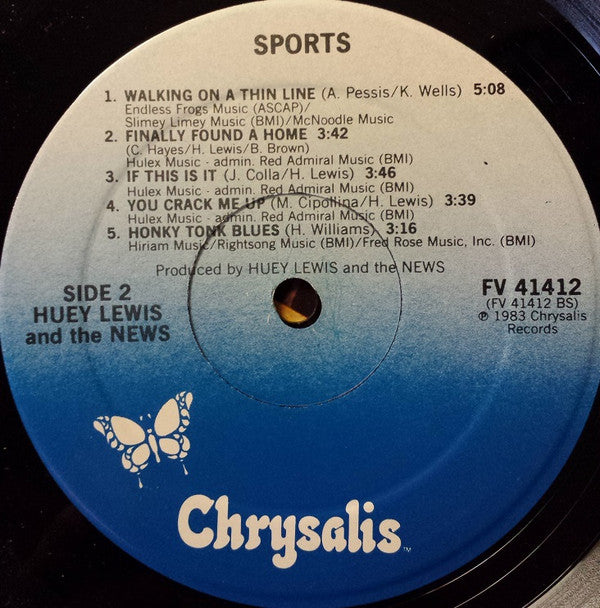 SPORTS
1. WALKING ON A THIN LINE (A. Pessis/K. Wells) 5:08
Endless Frogs Music (ASCAP)/
Slimey Limey Music (BMI)/McNoodle Music
2. FINALLY FOUND A HOME 3:42
(C. Hayes/H. Lewis/B. Brown)
Hulex Music - admin. Red Admiral Music (BMI)
3. IF THIS IS IT (J. Colla/H. Lewis) 3:46
Hulex Music - admin. Red Admiral Music (BMI)
4. YOU CRACK ME UP (M. Cipollina/H. Lewis) 3:39
Hulex Music - admin. Red Admiral Music (BMI)
5. HONKY TONK BLUES (H. Williams) 3:16
Hiriam Music/Rightsong Music (BMI)/Fred Rose Music, Inc. (BMI)
Produced by HUEY LEWIS and the NEWS
SIDE 2
HUEY LEWIS
and the NEWS
FV 41412
(FV 41412 BS)
℗ 1983 Chrysalis
Records
Chrysalis™